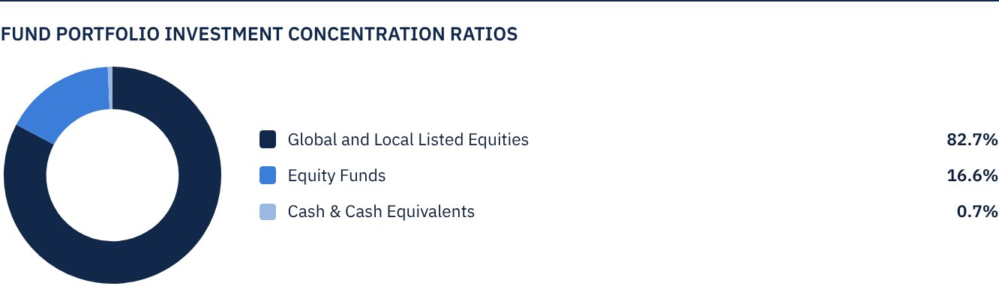 FUND PORTFOLIO INVESTMENT CONCENTRATION RATIOS
Global and Local Listed Equities 82.7%
Equity Funds 16.6%
Cash & Cash Equivalents 0.7%